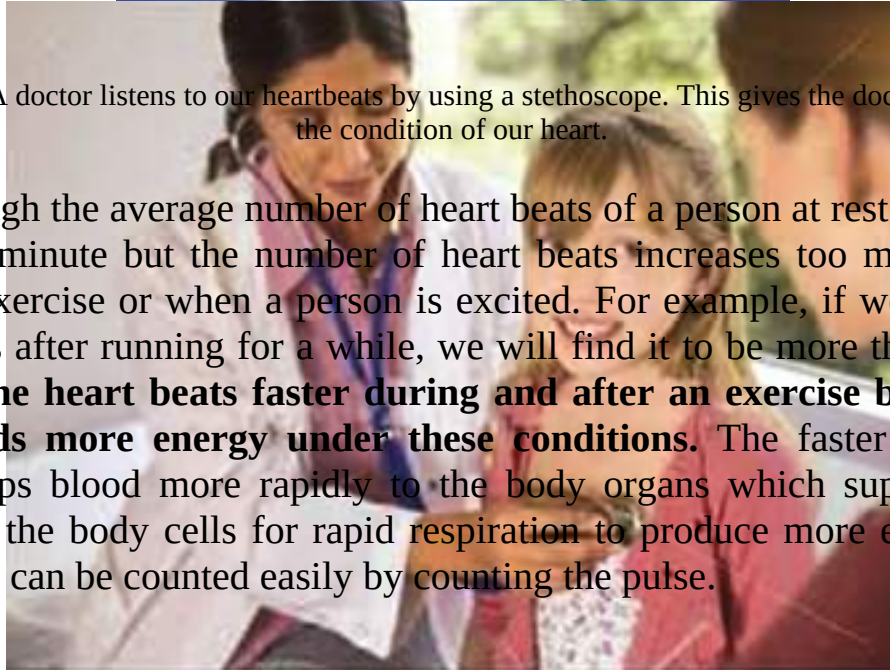 A doctor listens to our heartbeats by using a stethoscope. This gives the doc
the condition of our heart.
gh the average number of heart beats of a person at rest
minute but the number of heart beats increases too m
xercise or when a person is excited. For example, if w
after running for a while, we will find it to be more th
he heart beats faster during and after an exercise b
ds more energy under these conditions. The faster
ps blood more rapidly to the body organs which sup
the body cells for rapid respiration to produce more e
can be counted easily by counting the pulse.